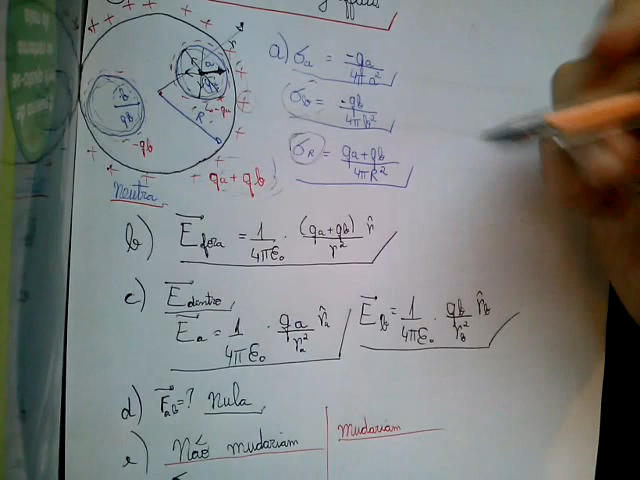 a) σa = -qa / 4πa²
σb = -qb / 4πb²
σR = qa+qb / 4πR²
R
-qa
qb
-qb
qa + qb
Neutra
b) E fora = 1/4πε₀ · (qa+qb)/r² r̂
c) E dentro
Ea = 1/4πε₀ · qa/ra² r̂a
Eb = 1/4πε₀ · qb/rb² r̂b
d) Fab=? Nula
e) Não mudariam
mudariam